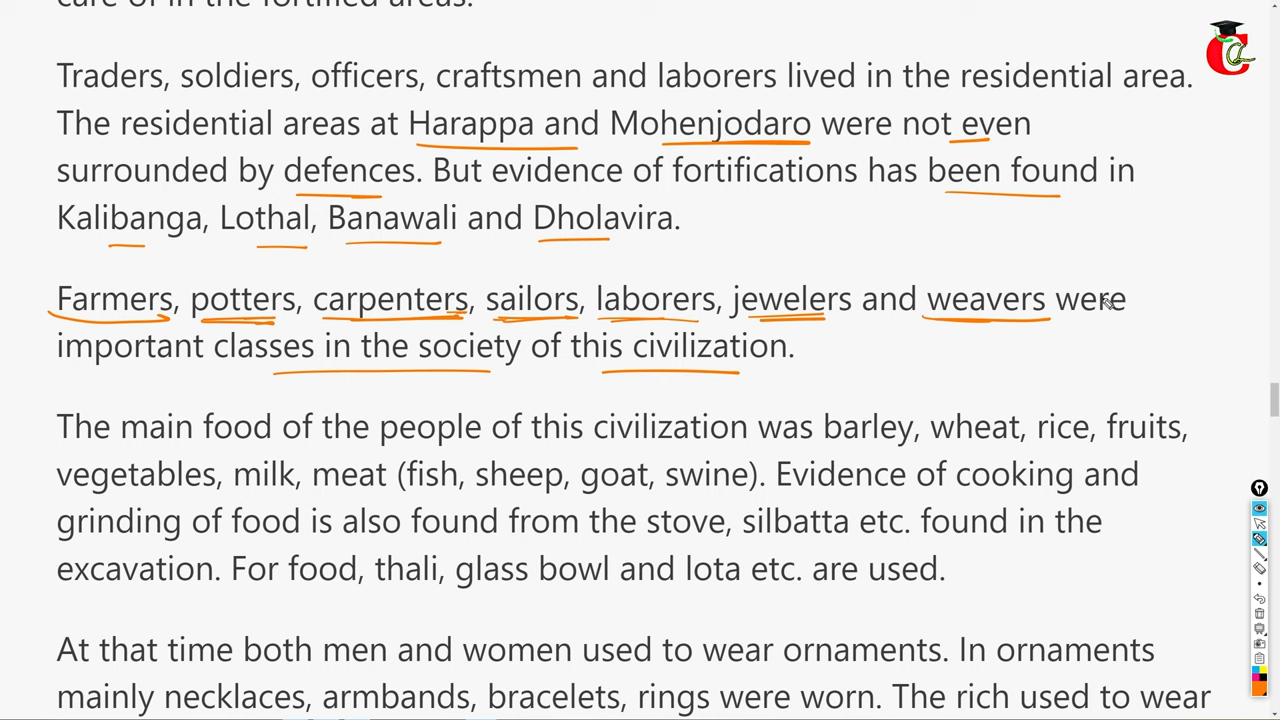 care of in the fortified areas.
Traders, soldiers, officers, craftsmen and laborers lived in the residential area.
The residential areas at Harappa and Mohenjodaro were not even
surrounded by defences. But evidence of fortifications has been found in
Kalibanga, Lothal, Banawali and Dholavira.
Farmers, potters, carpenters, sailors, laborers, jewelers and weavers were
important classes in the society of this civilization.
The main food of the people of this civilization was barley, wheat, rice, fruits,
vegetables, milk, meat (fish, sheep, goat, swine). Evidence of cooking and
grinding of food is also found from the stove, silbatta etc. found in the
excavation. For food, thali, glass bowl and lota etc. are used.
At that time both men and women used to wear ornaments. In ornaments
mainly necklaces, armbands, bracelets, rings were worn. The rich used to wear